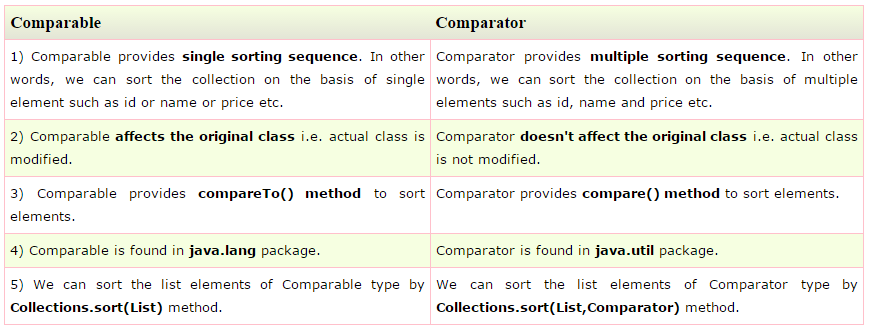 Comparable
Comparator
1) Comparable provides single sorting sequence. In other
words, we can sort the collection on the basis of single
element such as id or name or price etc.
Comparator provides multiple sorting sequence. In other
words, we can sort the collection on the basis of multiple
elements such as id, name and price etc.
2) Comparable affects the original class i.e. actual class is
modified.
Comparator doesn't affect the original class i.e. actual class
is not modified.
3) Comparable provides compareTo() method to sort
elements.
Comparator provides compare() method to sort elements.
4) Comparable is found in java.lang package.
Comparator is found in java.util package.
5) We can sort the list elements of Comparable type by
Collections.sort(List) method.
We can sort the list elements of Comparator type by
Collections.sort(List,Comparator) method.